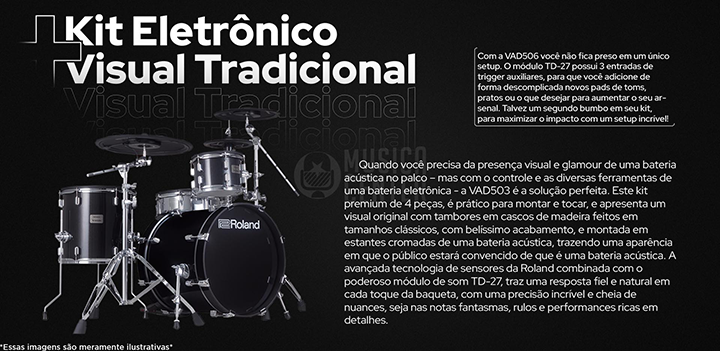 Kit Eletrônico
Visual Tradicional
Visual Tradicional
Com a VAD506 você não fica preso em um único
setup. O módulo TD-27 possui 3 entradas de
trigger auxiliares, para que você adicione de
forma descomplicada novos pads de toms,
pratos ou o que desejar para aumentar o seu ar-
senal. Talvez um segundo bumbo em seu kit,
para maximizar o impacto com um setup incrível!
Quando você precisa da presença visual e glamour de uma bateria
acústica no palco – mas com o controle e as diversas ferramentas de
uma bateria eletrônica - a VAD503 é a solução perfeita. Este kit
premium de 4 peças, é prático para montar e tocar, e apresenta um
visual original com tambores em cascos de madeira feitos em
tamanhos clássicos, com belíssimo acabamento, e montada em
estantes cromadas de uma bateria acústica, trazendo uma aparência
em que o público estará convencido de que é uma bateria acústica. A
avançada tecnologia de sensores da Roland combinada com o
poderoso módulo de som TD-27, traz uma resposta fiel e natural em
cada toque da baqueta, com uma precisão incrível e cheia de
nuances, seja nas notas fantasmas, rulos e performances ricas em
detalhes.
Roland
*Essas imagens são meramente ilustrativas*